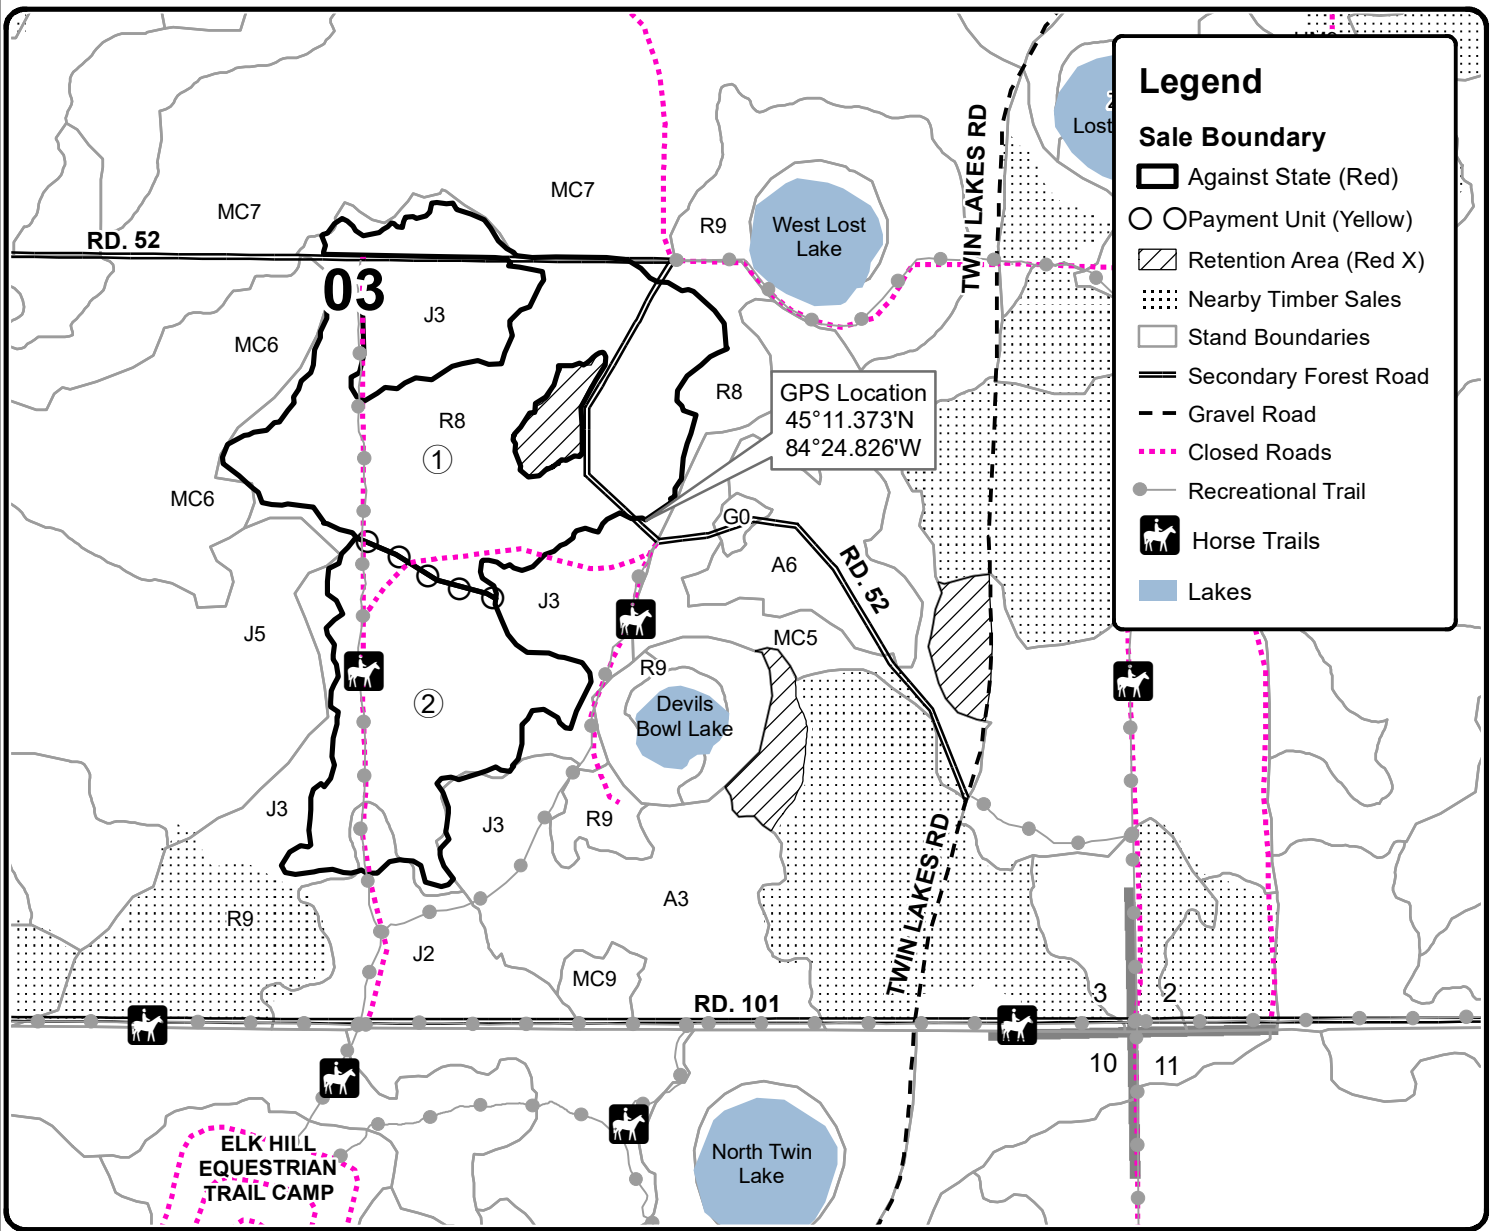 Legend
Sale Boundary
Against State (Red)
Payment Unit (Yellow)
Retention Area (Red X)
Nearby Timber Sales
Stand Boundaries
Secondary Forest Road
Gravel Road
Closed Roads
Recreational Trail
Horse Trails
Lakes
Lost
MC7
MC7
RD. 52
R9
West Lost
Lake
TWIN LAKES RD
03
J3
MC6
R8
R8
GPS Location
45°11.373'N
84°24.826'W
1
MC6
G0
A6
RD. 52
J3
J5
MC5
R9
2
Devils
Bowl Lake
J3
J3
R9
TWIN LAKES RD
A3
R9
J2
MC9
RD. 101
3
2
10
11
ELK HILL
EQUESTRIAN
TRAIL CAMP
North Twin
Lake